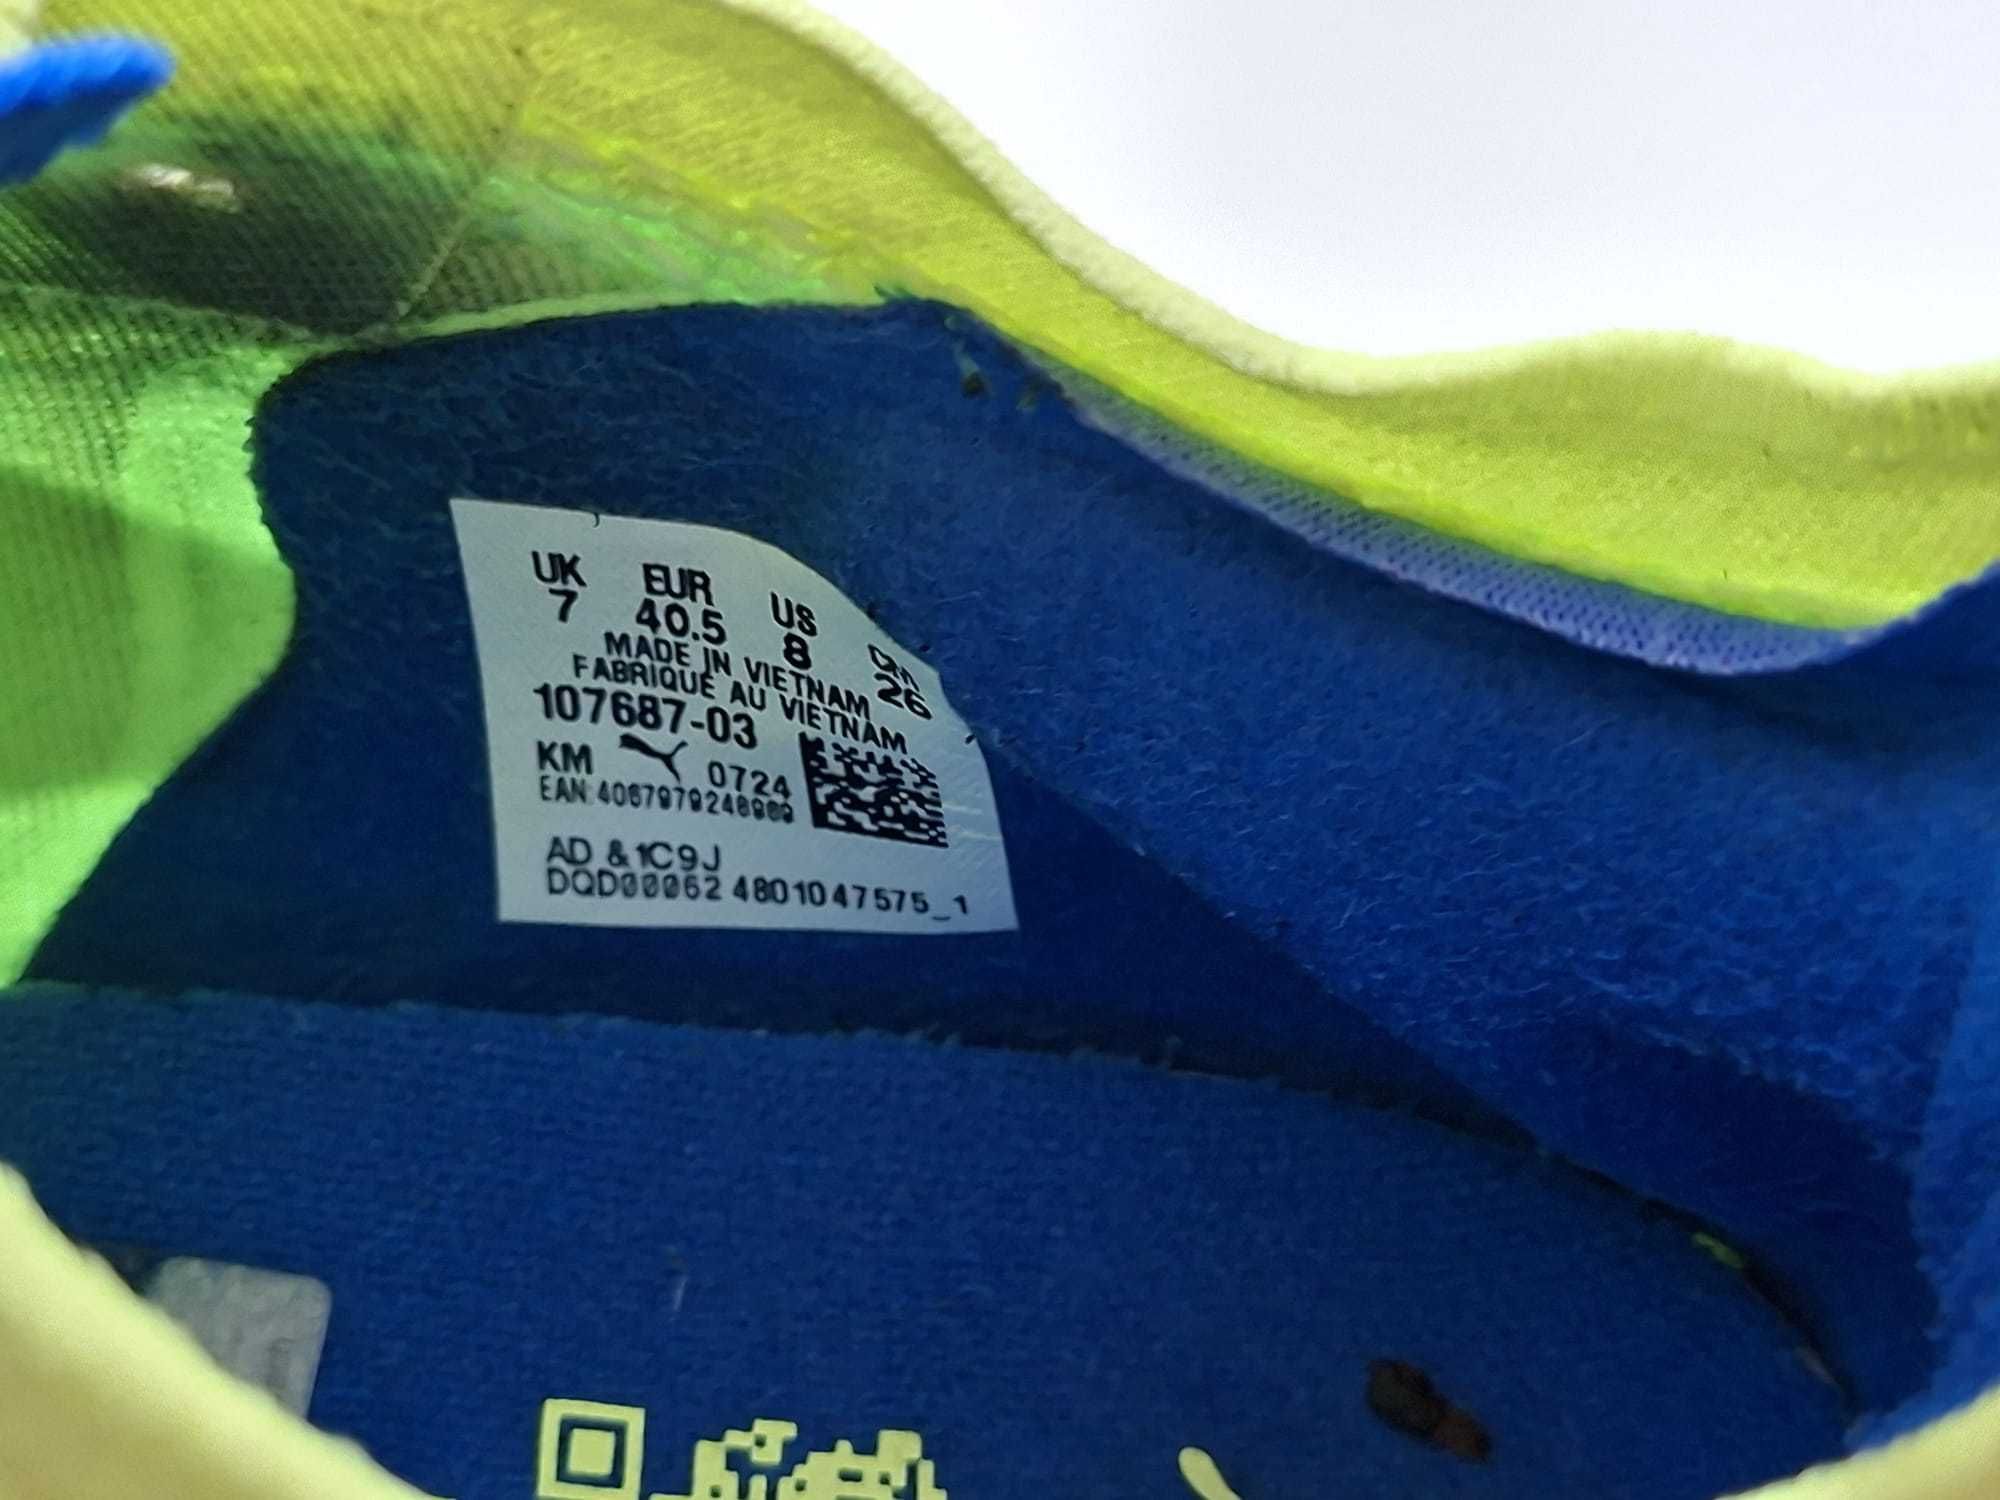 UK EUR US cm
7 40.5 8 26
MADE IN VIETNAM
FABRIQUE AU VIETNAM
107687-03
KM 0724
EAN:
AD &1C9J
DQD00062 4801047575_1